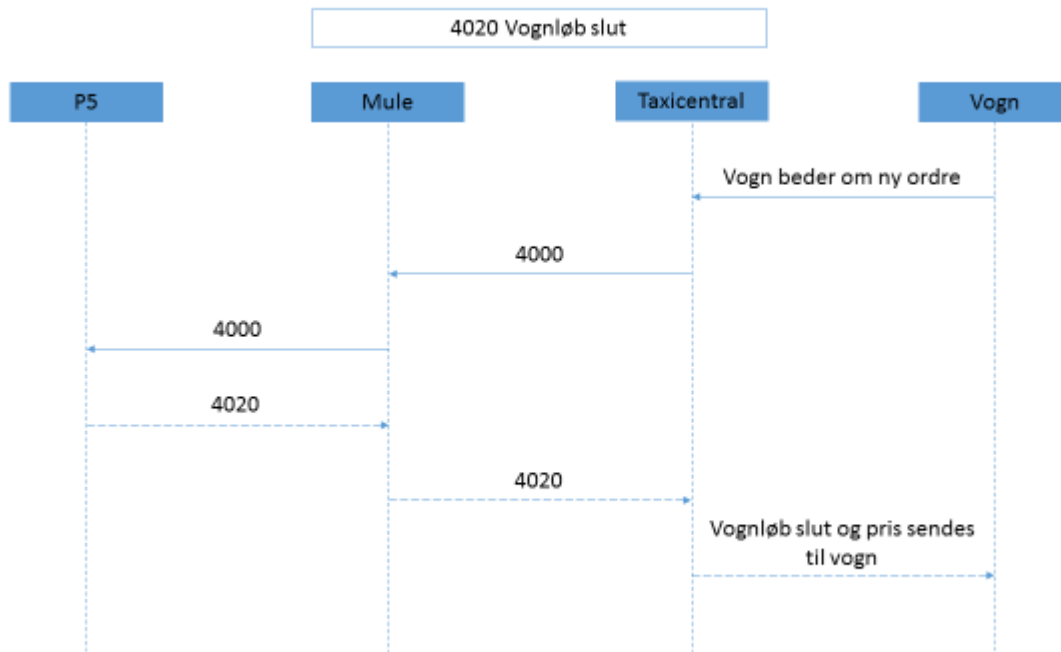 4020 Vognløb slut
P5
Mule
Taxicentral
Vogn
Vogn beder om ny ordre
4000
4000
4020
4020
Vognløb slut og pris sendes
til vogn